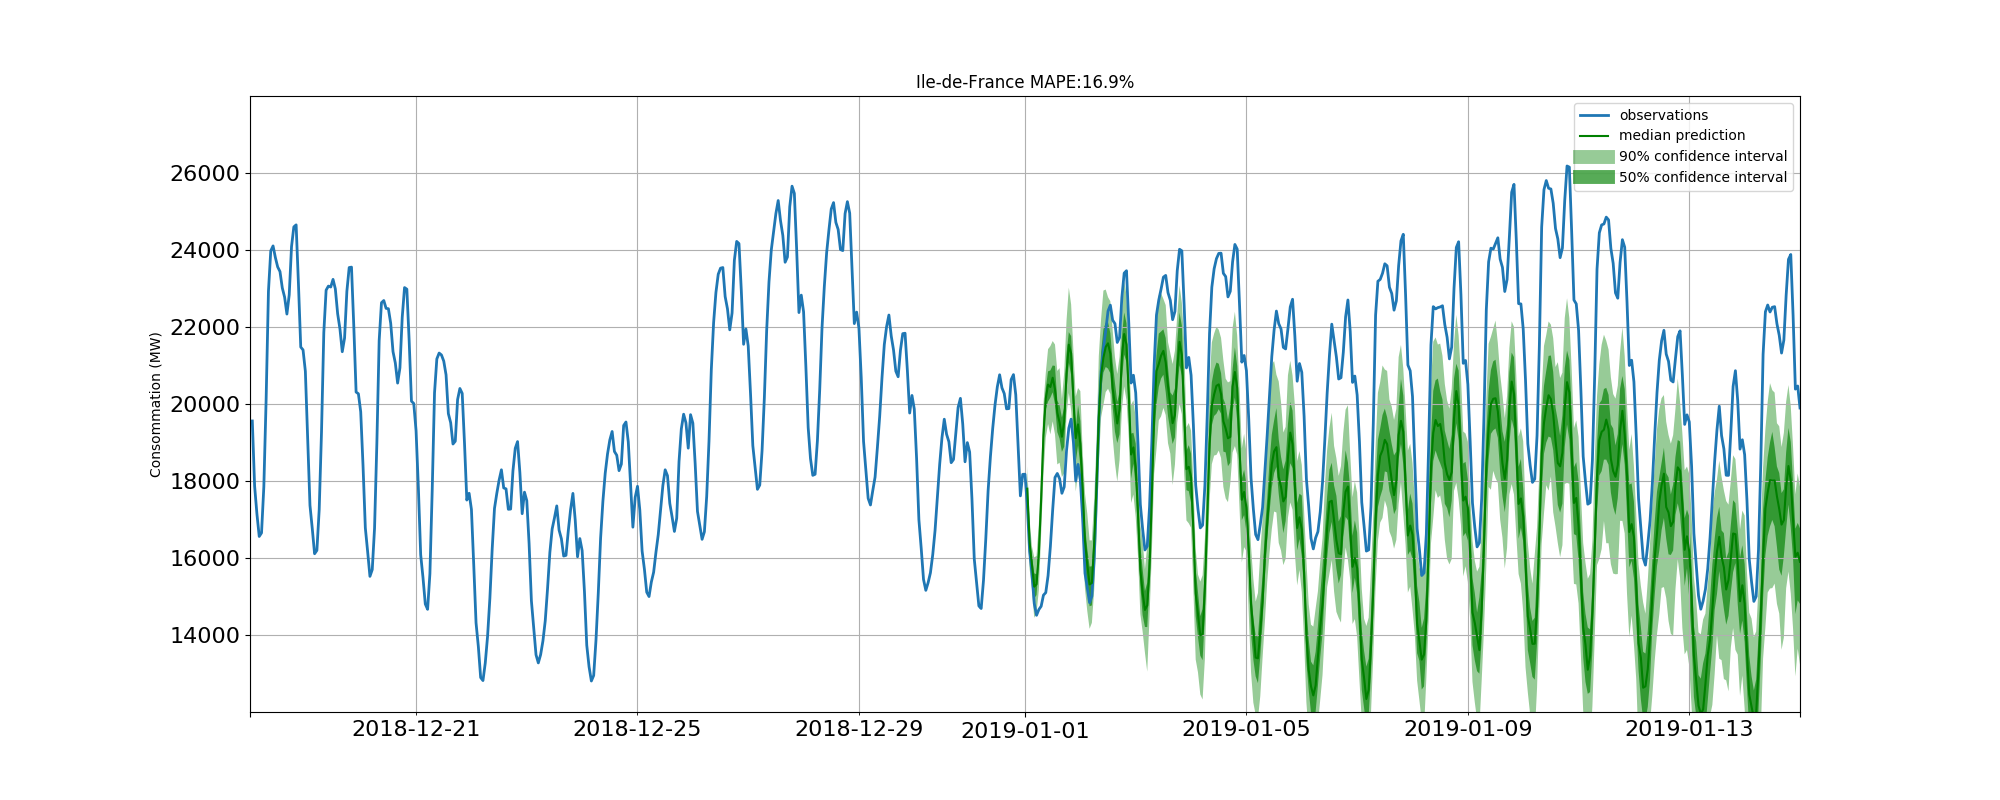 Ile-de-France MAPE:16.9%
observations
median prediction
90% confidence interval
50% confidence interval
Consommation (MW)
26000
24000
22000
20000
18000
16000
14000
2018-12-21
2018-12-25
2018-12-29
2019-01-01
2019-01-05
2019-01-09
2019-01-13